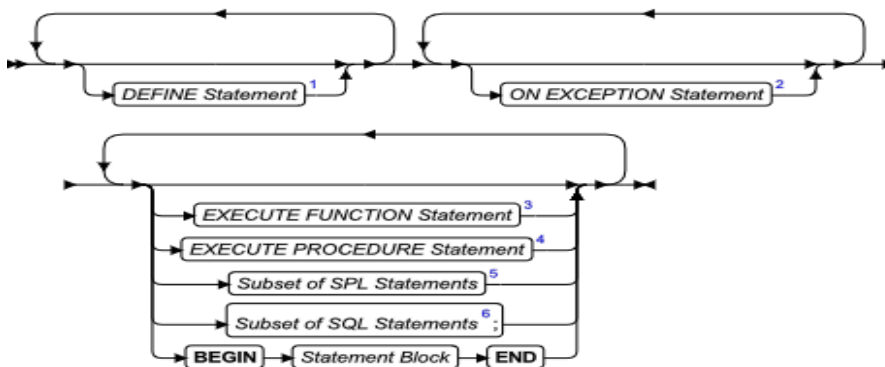 DEFINE Statement 1
ON EXCEPTION Statement 2
EXECUTE FUNCTION Statement 3
EXECUTE PROCEDURE Statement 4
Subset of SPL Statements 5
Subset of SQL Statements 6 ;
BEGIN Statement Block END